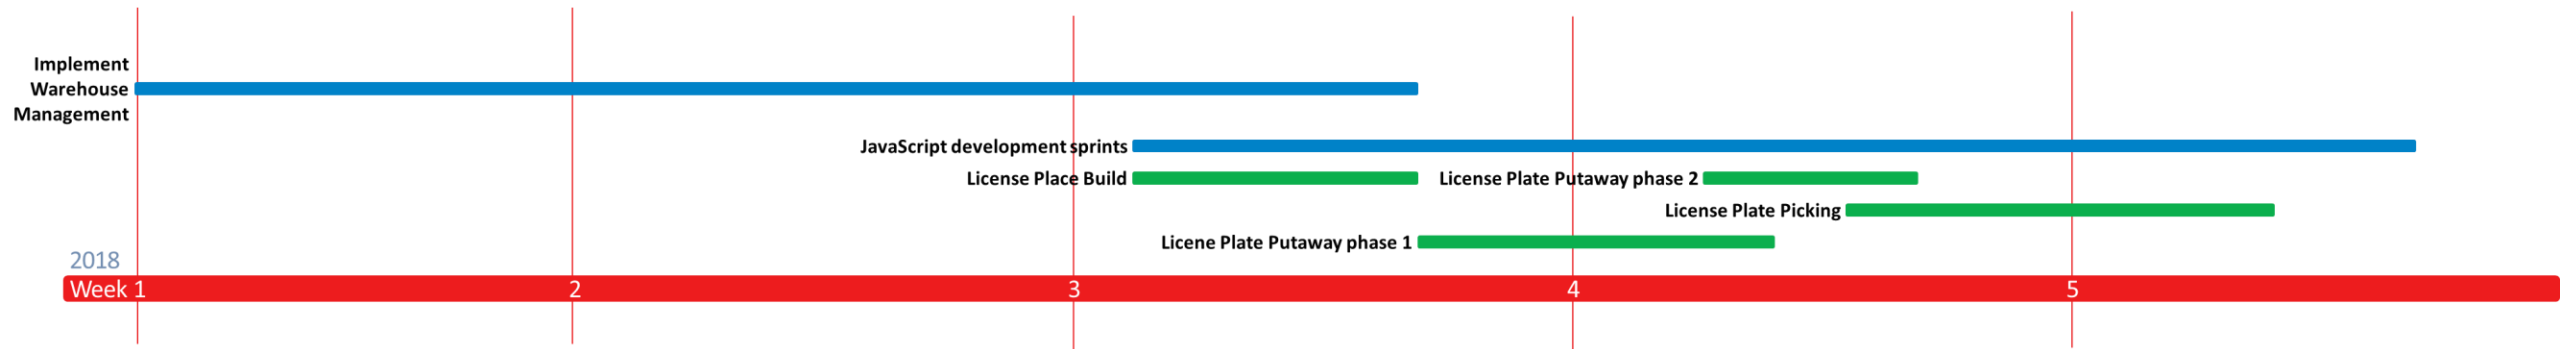 Implement
Warehouse
Management
JavaScript development sprints
License Place Build
License Plate Putaway phase 2
License Plate Picking
Licene Plate Putaway phase 1
2018
Week 1 2 3 4 5